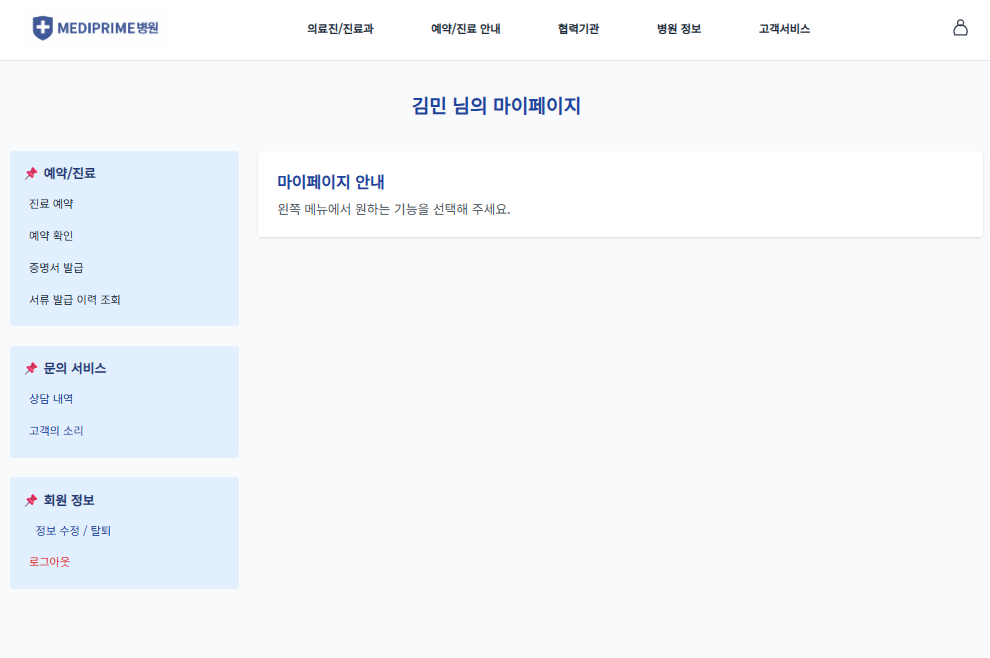 MEDIPRIME병원
의료진/진료과 예약/진료 안내 협력기관 병원 정보 고객서비스
김민 님의 마이페이지
예약/진료
진료 예약
예약 확인
증명서 발급
서류 발급 이력 조회
문의 서비스
상담 내역
고객의 소리
회원 정보
정보 수정 / 탈퇴
로그아웃
마이페이지 안내
왼쪽 메뉴에서 원하는 기능을 선택해 주세요.